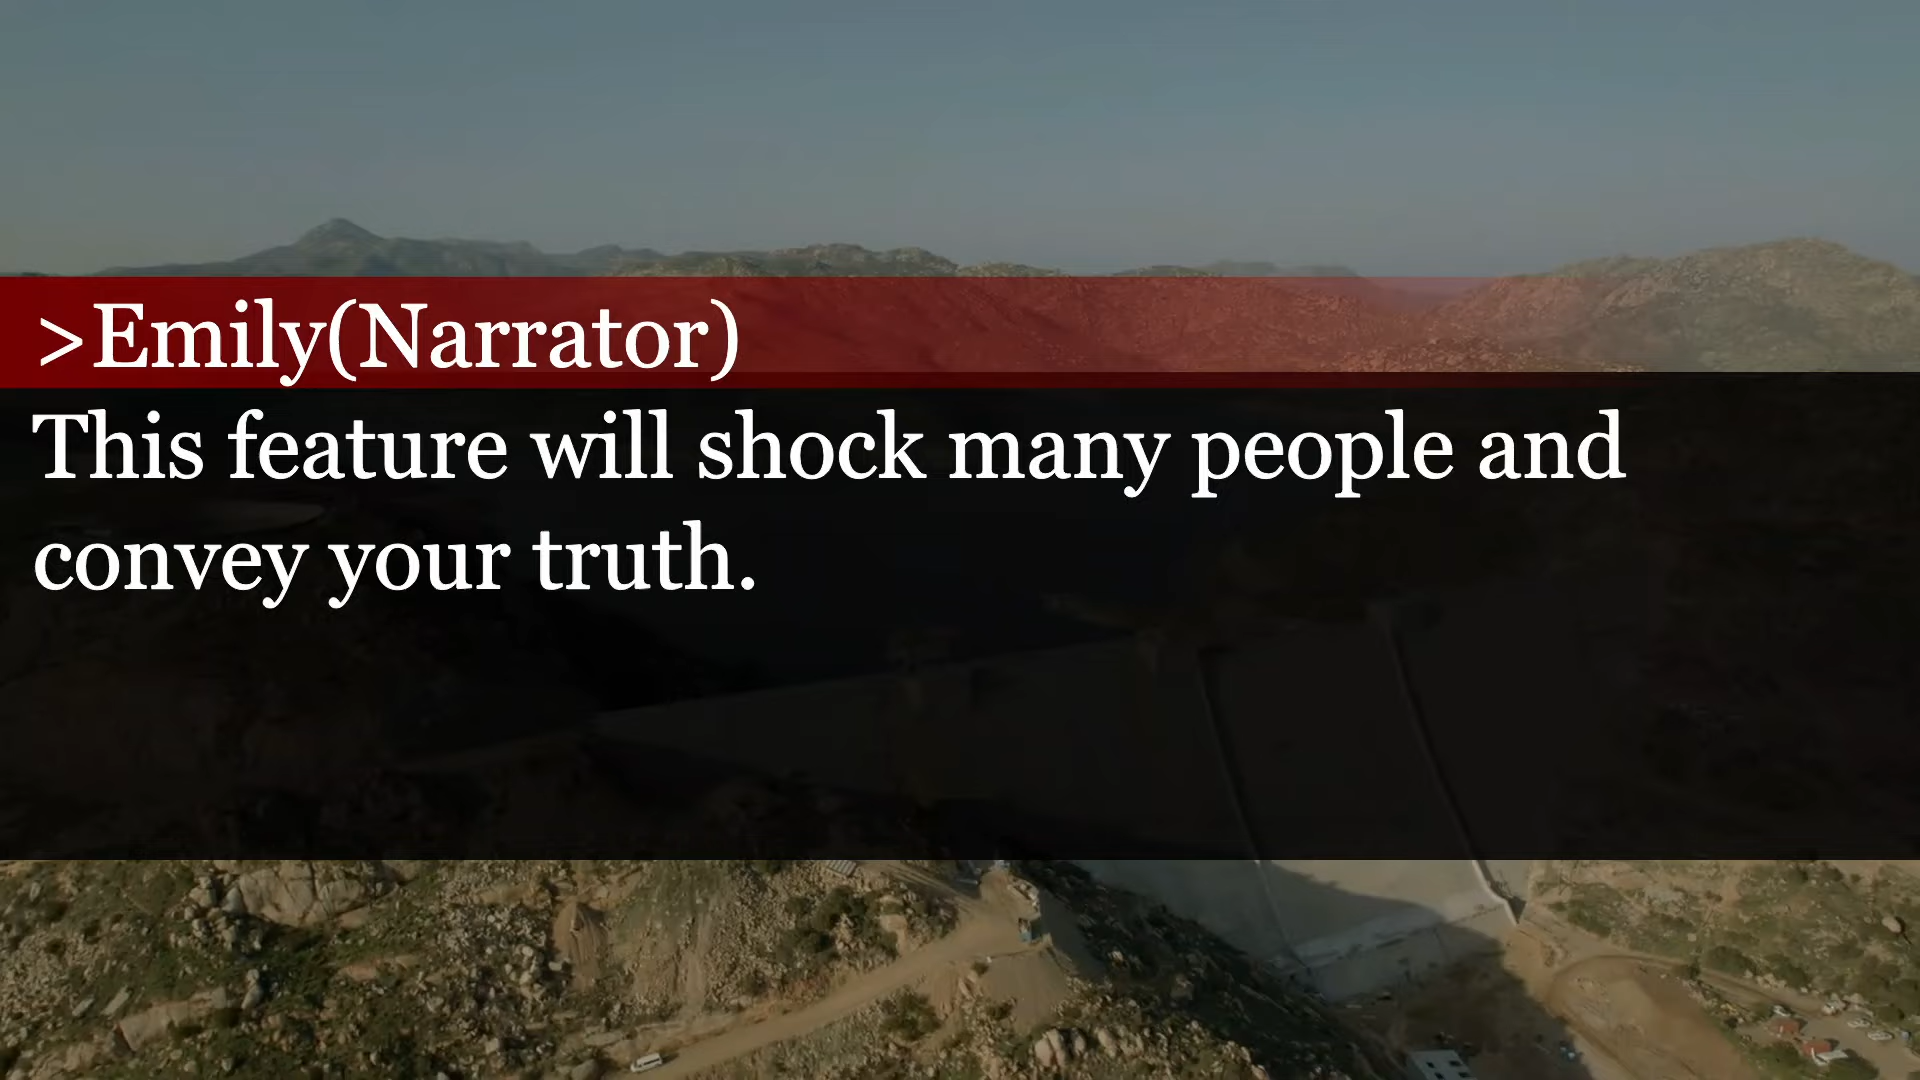 >Emily(Narrator)
This feature will shock many people and
convey your truth.